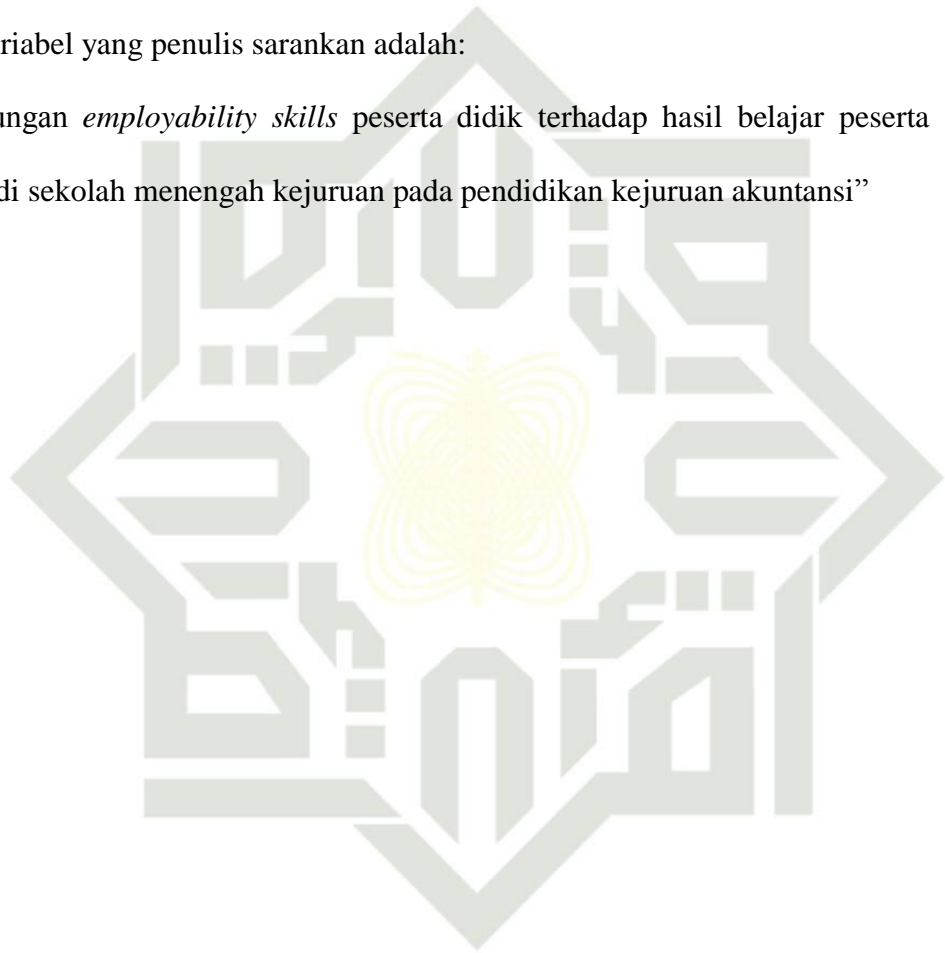 riabel yang penulis sarankan adalah:
ungan employability skills peserta didik terhadap hasil belajar peserta
di sekolah menengah kejuruan pada pendidikan kejuruan akuntansi”